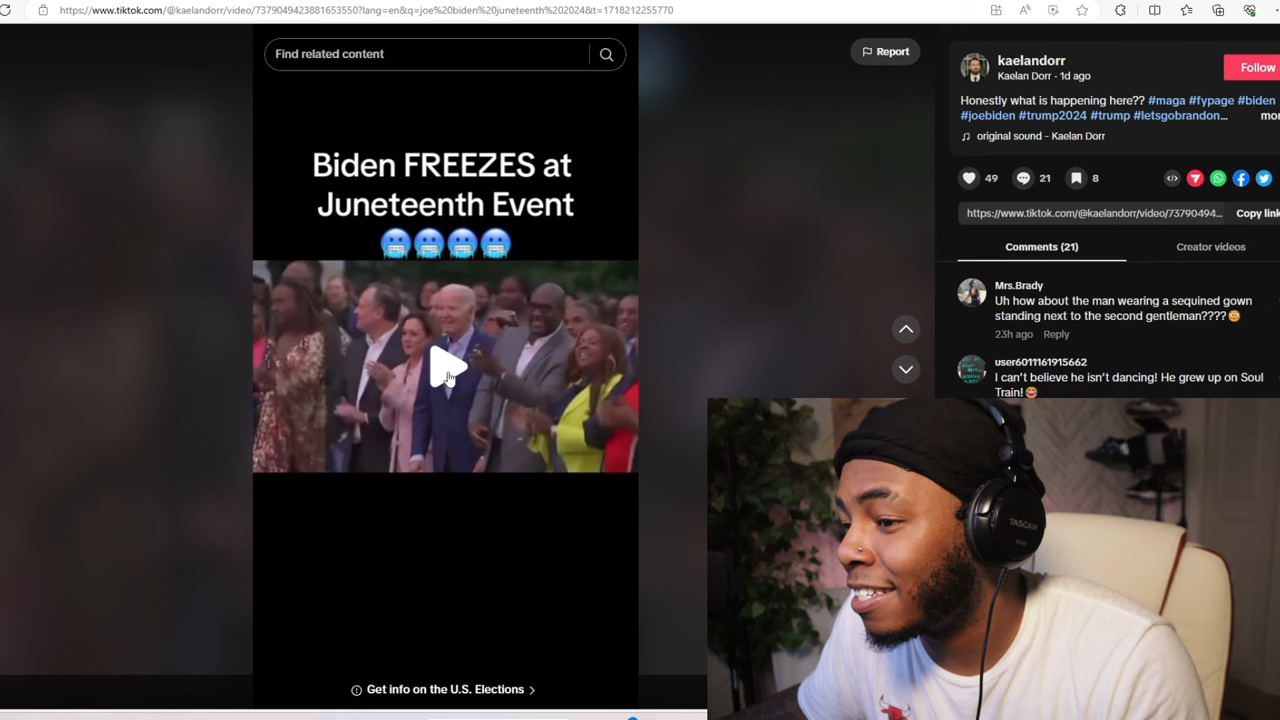 https://www.tiktok.com/@kaelandorr/video/7379049423881653550?lang=en&q=joe%20biden%20juneteenth%202024&t=1718212255770
Find related content
Report
Biden FREEZES at
Juneteenth Event
kaelandorr
Kaelan Dorr · 1d ago
Follow
Honestly what is happening here?? #maga #fypage #biden
#joebiden #trump2024 #trump #letsgobrandon...
original sound - Kaelan Dorr
49
21
8
https://www.tiktok.com/@kaelandorr/video/73790494...
Comments (21)
Creator videos
Mrs.Brady
Uh how about the man wearing a sequined gown
standing next to the second gentleman????
23h ago Reply
user6011161915662
I can't believe he isn't dancing! He grew up on Soul
Train!
TASCAM
Get info on the U.S. Elections